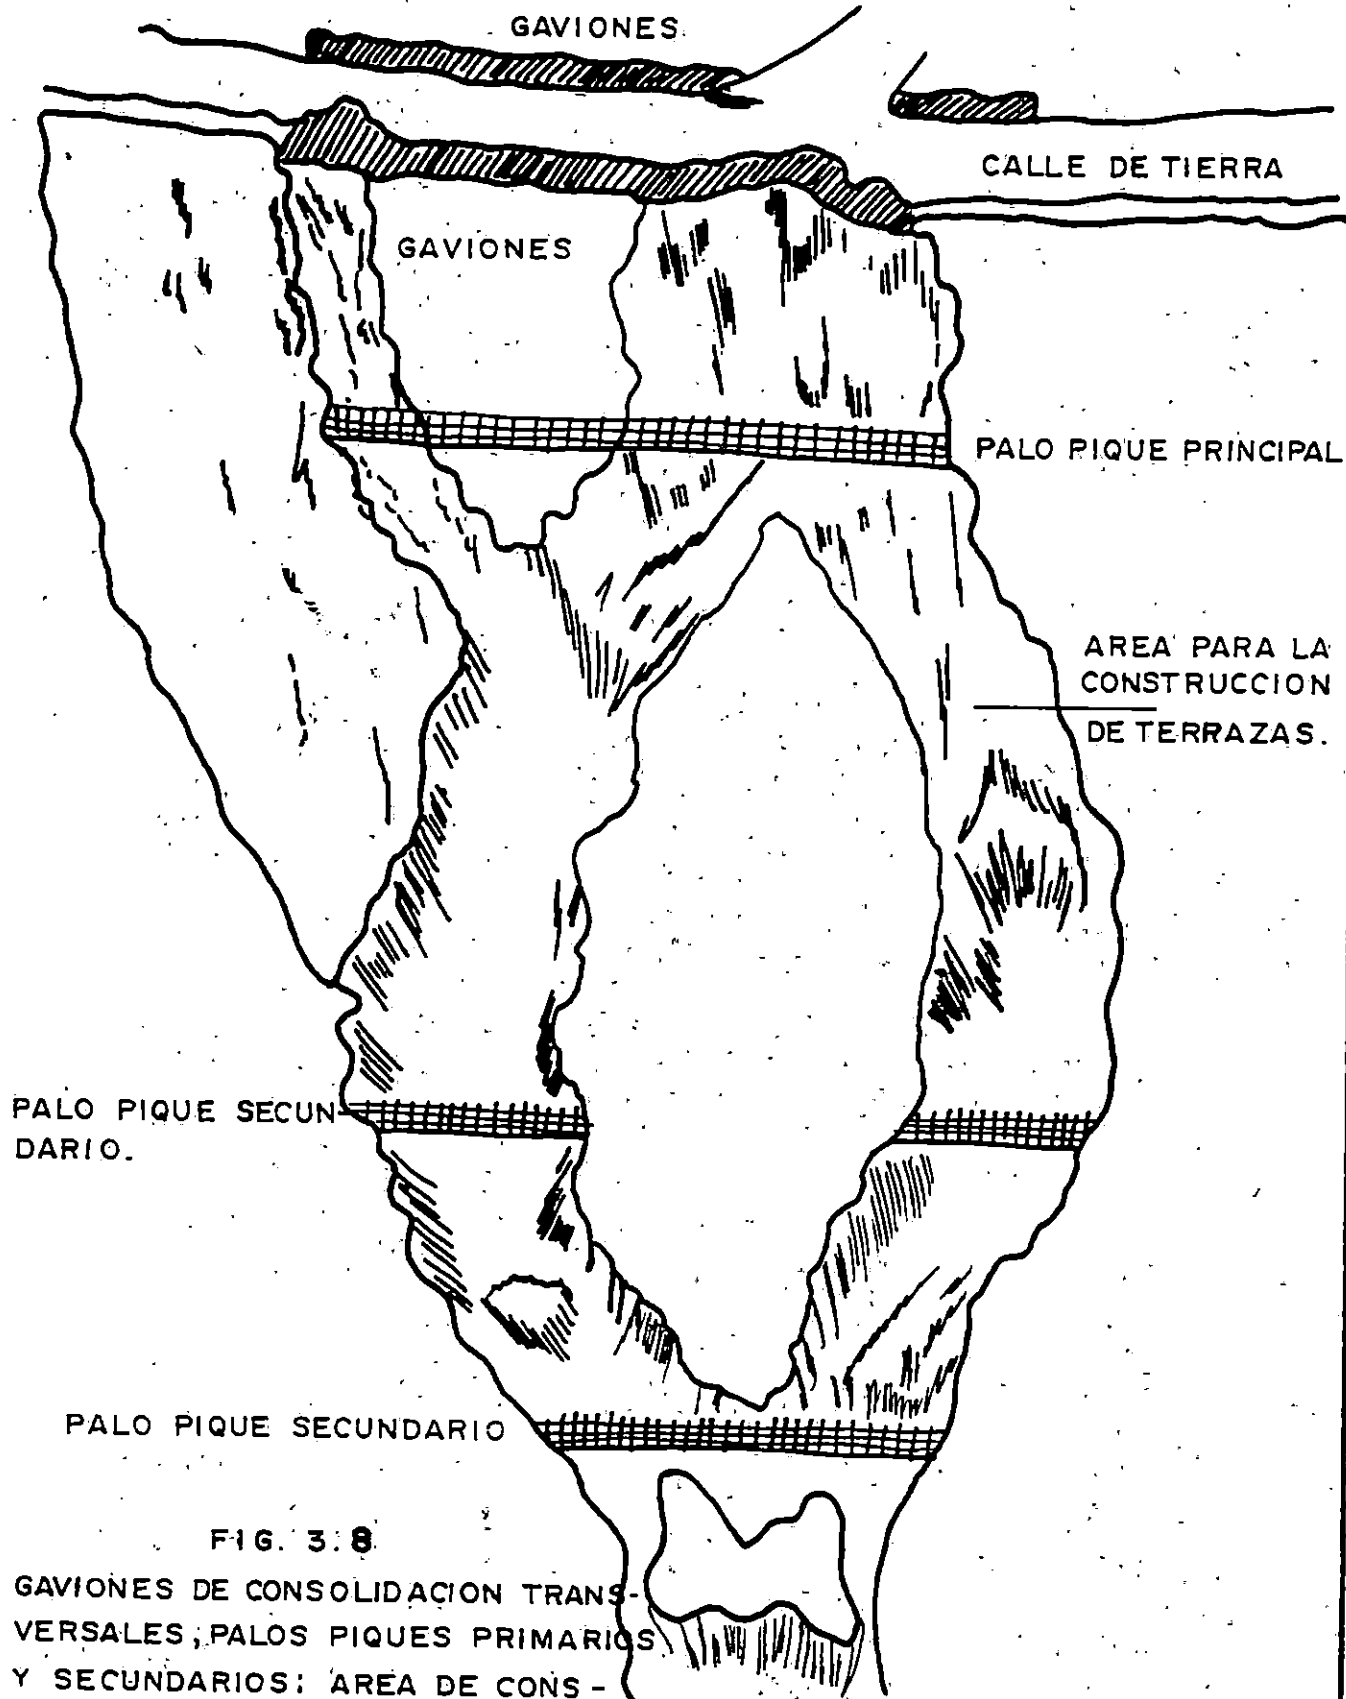 GAVIONES
CALLE DE TIERRA
GAVIONES
PALO PIQUE PRINCIPAL
AREA PARA LA
CONSTRUCCION
DE TERRAZAS.
PALO PIQUE SECUN-
DARIO.
PALO PIQUE SECUNDARIO
FIG. 3.8
GAVIONES DE CONSOLIDACION TRANS-
VERSALES; PALOS PIQUES PRIMARIOS
Y SECUNDARIOS: AREA DE CONS-